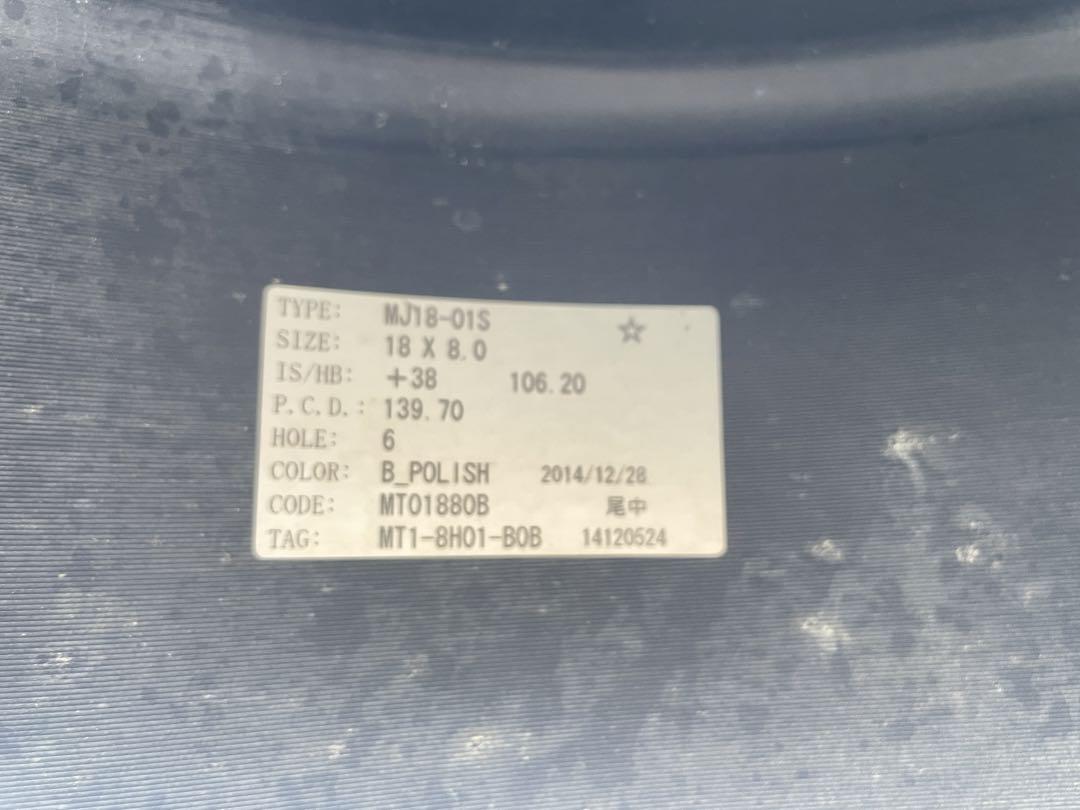 TYPE: MJ18-01S ☆
SIZE: 18 X 8.0
IS/HB: +38 106.20
P.C.D.: 139.70
HOLE: 6
COLOR: B_POLISH 2014/12/28
CODE: MT01880B 尾中
TAG: MT1-8H01-B0B 14120524